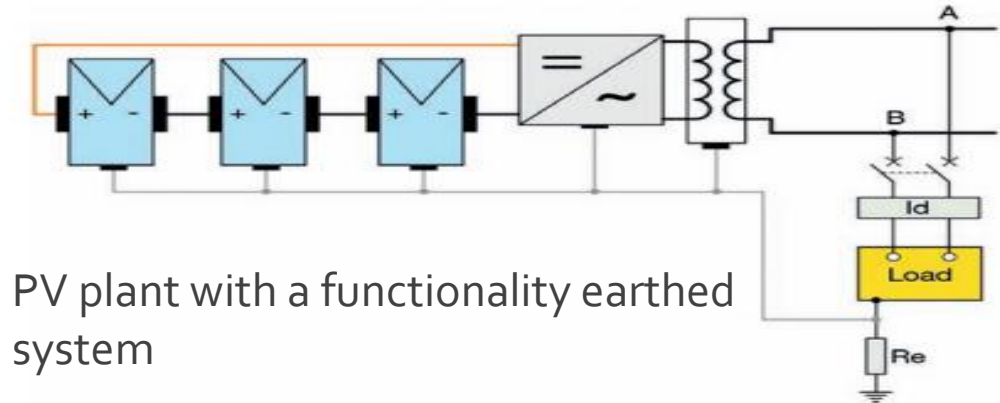 A
B
+ - + - + -
= ~
Id
Load
Re
PV plant with a functionality earthed
system